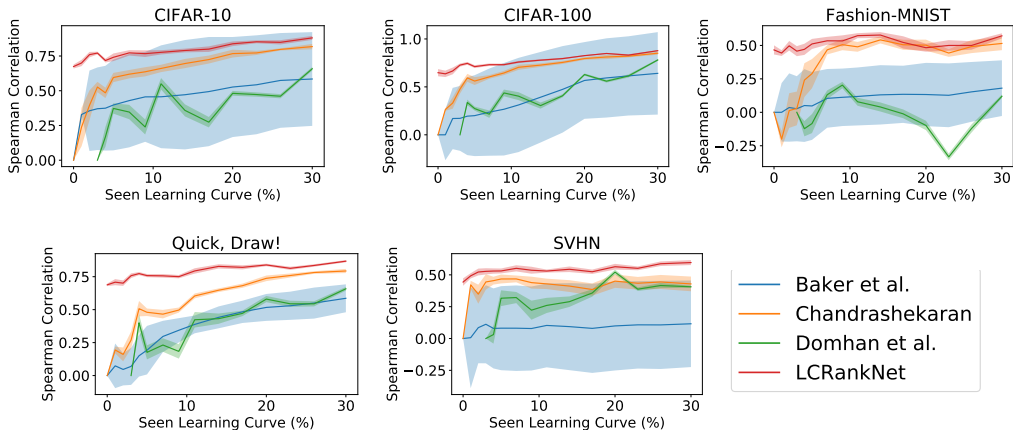 CIFAR-10
Spearman Correlation
0.75
0.50
0.25
0.00
0
10
20
30
Seen Learning Curve (%)
CIFAR-100
Spearman Correlation
1.0
0.5
0.0
0
10
20
30
Seen Learning Curve (%)
Fashion-MNIST
Spearman Correlation
0.50
0.25
0.00
−0.25
0
10
20
30
Seen Learning Curve (%)
Quick, Draw!
Spearman Correlation
0.75
0.50
0.25
0.00
0
10
20
30
Seen Learning Curve (%)
SVHN
Spearman Correlation
0.50
0.25
0.00
−0.25
0
10
20
30
Seen Learning Curve (%)
Baker et al.
Chandrashekaran
Domhan et al.
LCRankNet